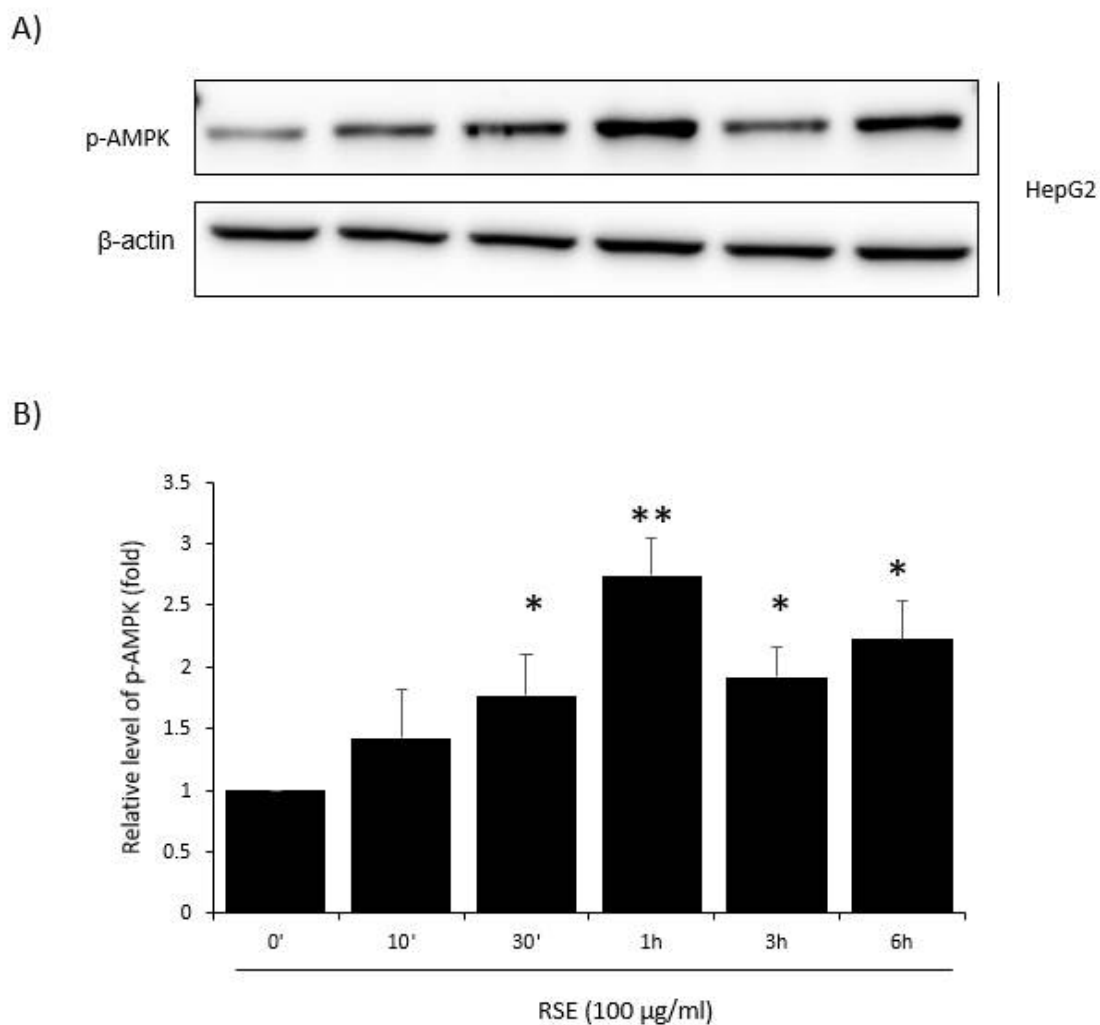 A)
p-AMPK
β-actin
HepG2
B)
Relative level of p-AMPK (fold)
3.5
3
2.5
2
1.5
1
0.5
0
*
**
*
*
0' 10' 30' 1h 3h 6h
RSE (100 µg/ml)